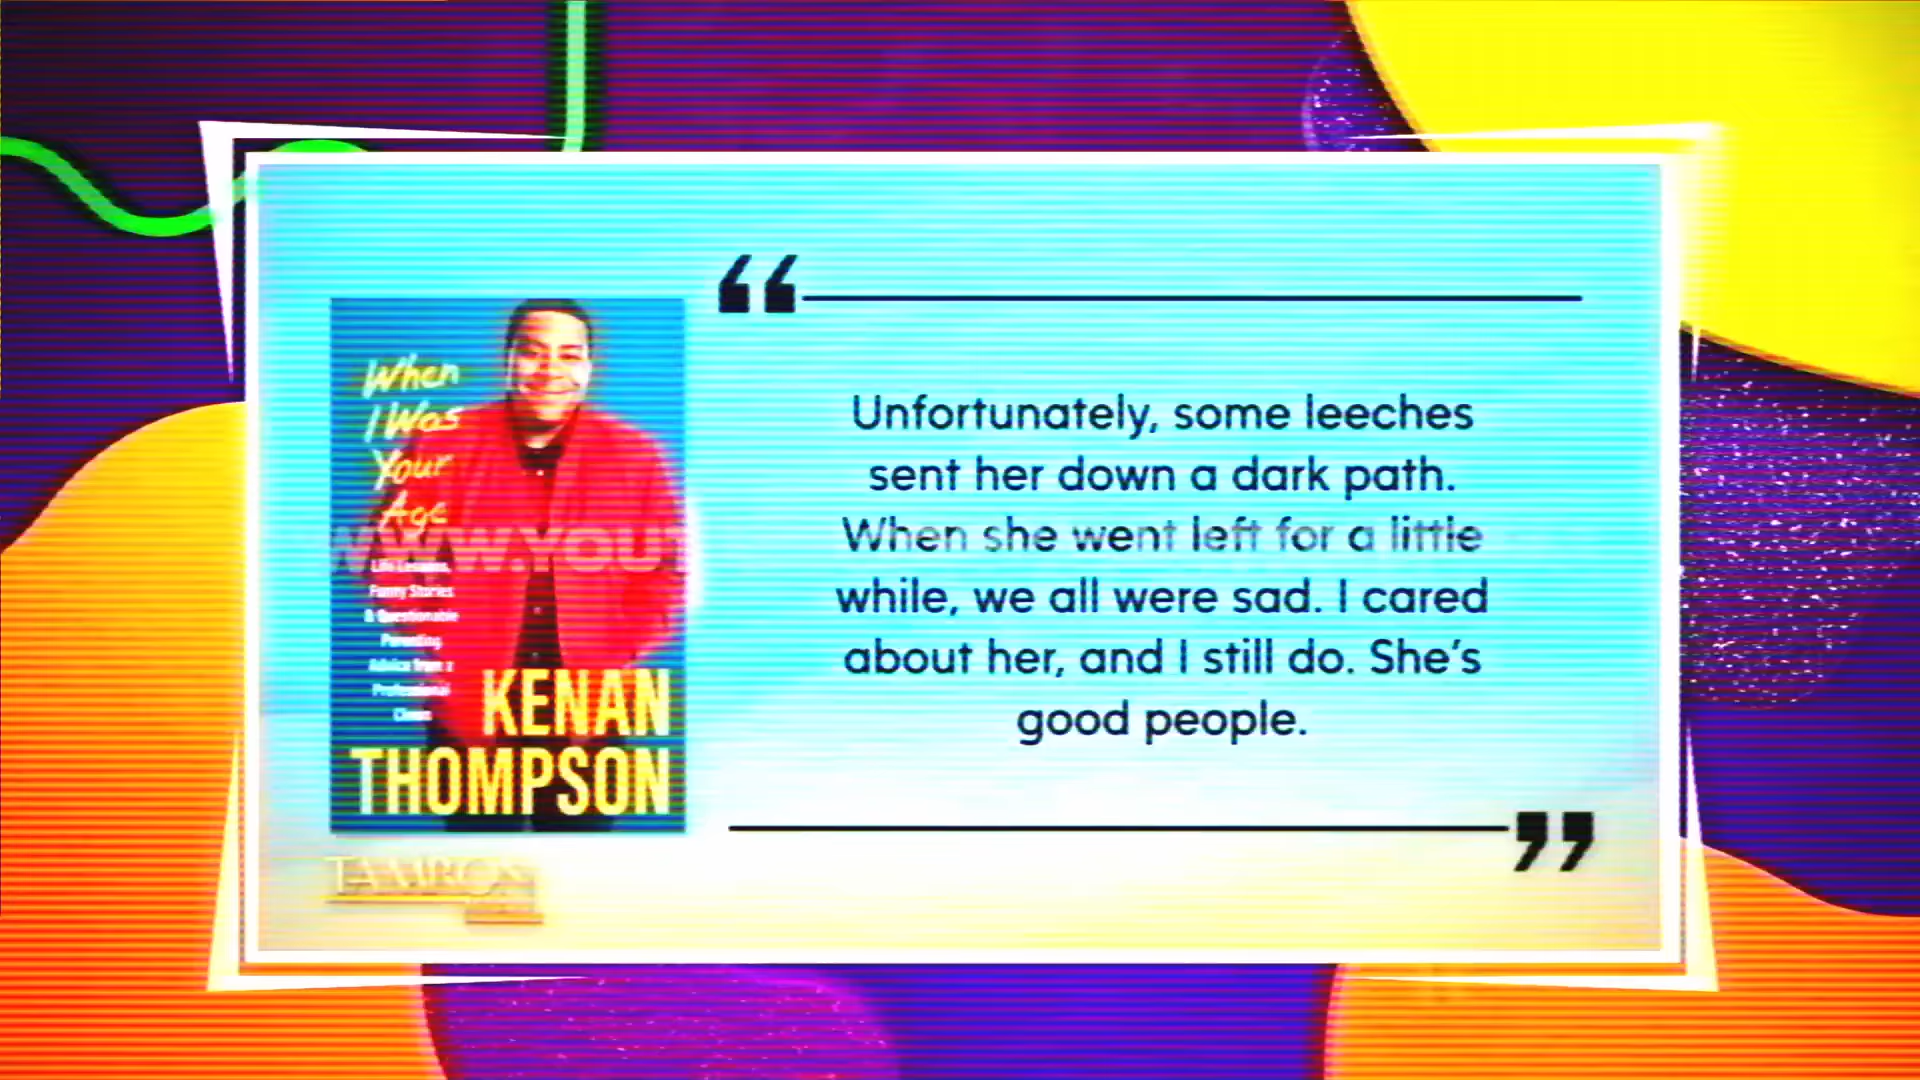 “
Unfortunately, some leeches
sent her down a dark path.
When she went left for a little
while, we all were sad. I cared
about her, and I still do. She's
good people.
”
When
I Was
Your
Age
WWW.YOUT
Life Lessons,
Funny Stories
& Questionable
Parenting
Advice from a
Professional
Clown
KENAN
THOMPSON
TAMRON